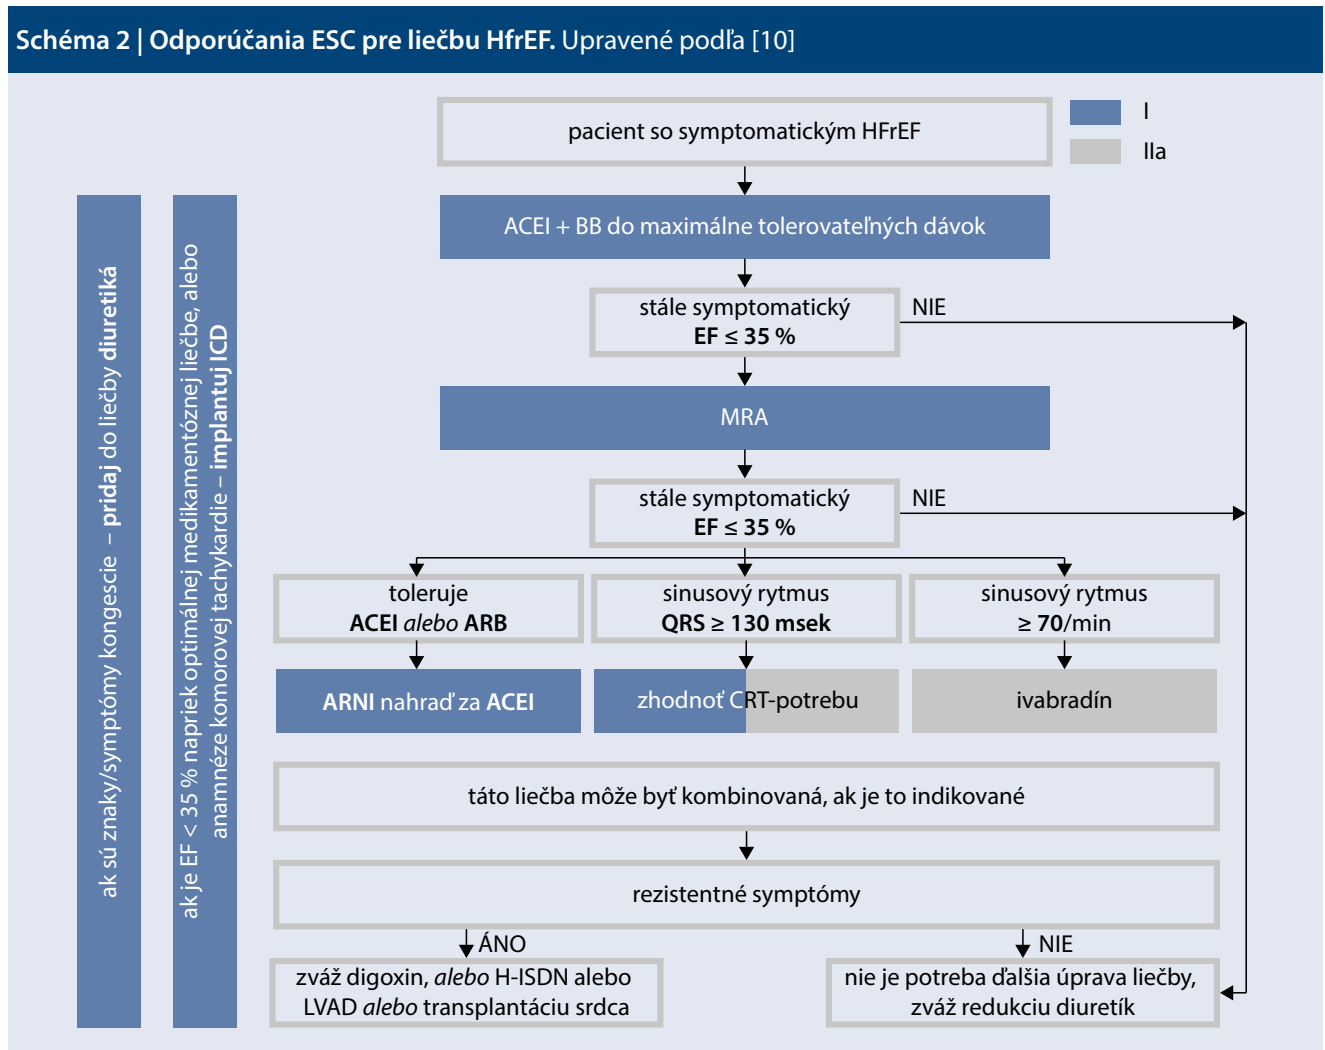 Schéma 2 | Odporúčania ESC pre liečbu HfrEF. Upravené podľa [10]
pacient so symptomatickým HFrEF
I
IIa
ak sú znaky/symptómy kongescie – pridaj do liečby diuretiká
ak je EF < 35 % napriek optimálnej medikamentóznej liečbe, alebo
anamnéze komorovej tachykardie – implantuj ICD
ACEI + BB do maximálne tolerovateľných dávok
stále symptomatický
EF ≤ 35 %
NIE
MRA
stále symptomatický
EF ≤ 35 %
NIE
toleruje
ACEI alebo ARB
sinusový rytmus
QRS ≥ 130 msek
sinusový rytmus
≥ 70/min
ARNI nahraď za ACEI
zhodnoť CRT-potrebu
ivabradín
táto liečba môže byť kombinovaná, ak je to indikované
rezistentné symptómy
ÁNO
NIE
zváž digoxin, alebo H-ISDN alebo
LVAD alebo transplantáciu srdca
nie je potreba ďalšia úprava liečby,
zváž redukciu diuretík